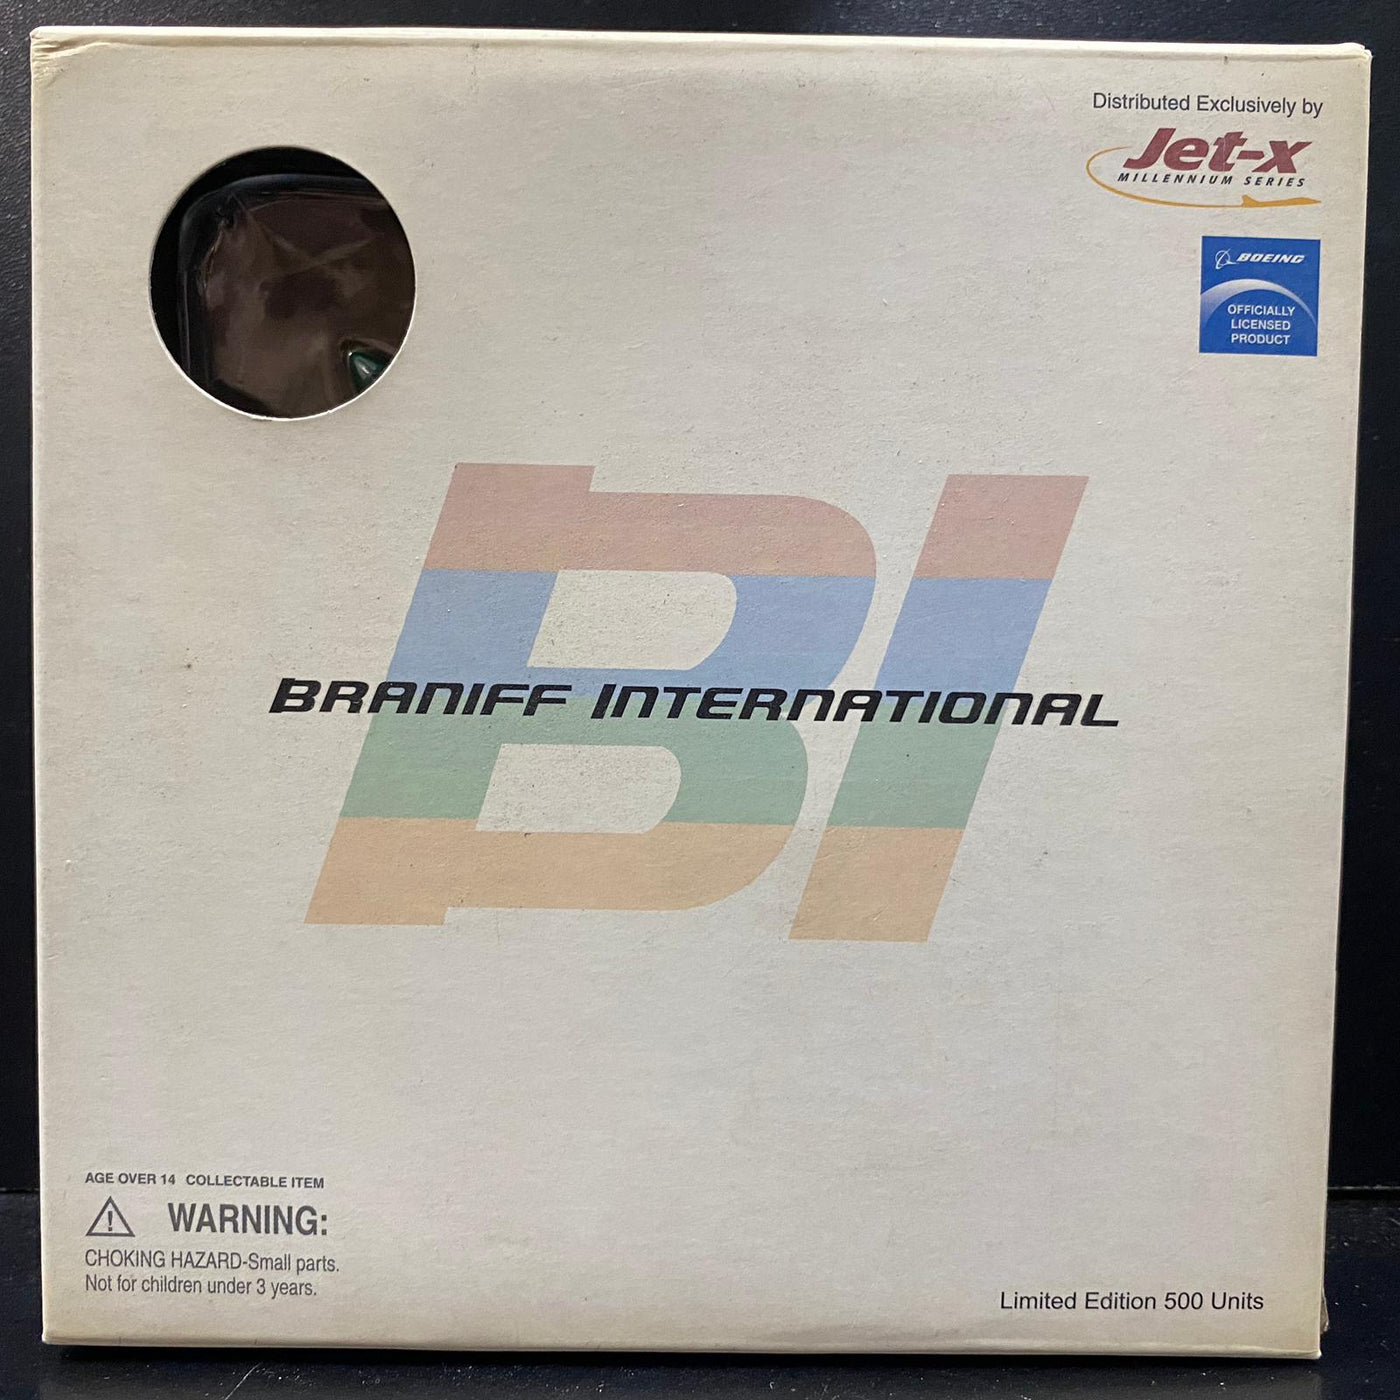 Distributed Exclusively by
Jet-x
MILLENNIUM SERIES
BOEING
OFFICIALLY
LICENSED
PRODUCT
BI
BRANIFF INTERNATIONAL
AGE OVER 14 COLLECTABLE ITEM
WARNING:
CHOKING HAZARD-Small parts.
Not for children under 3 years.
Limited Edition 500 Units